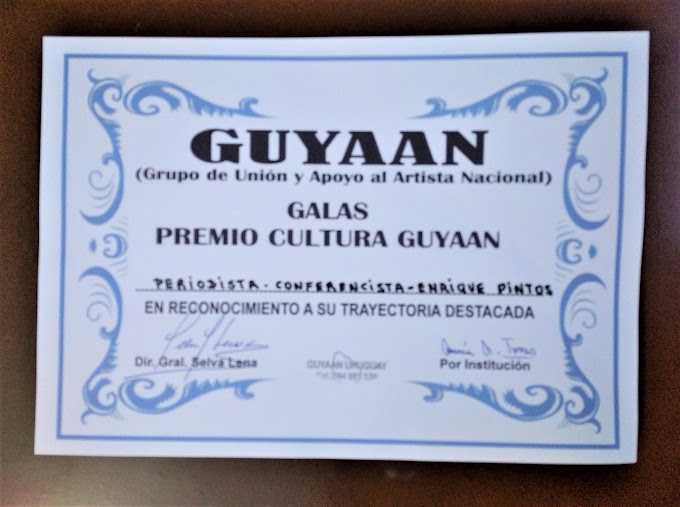 GUYAAN
(Grupo de Unión y Apoyo al Artista Nacional)
GALAS
PREMIO CULTURA GUYAAN
PERIODISTA - CONFERENCISTA - ENRIQUE PINTOS
EN RECONOCIMIENTO A SU TRAYECTORIA DESTACADA
Dir. Gral. Selva Lena
GUYAAN URUGUAY
Por Institución